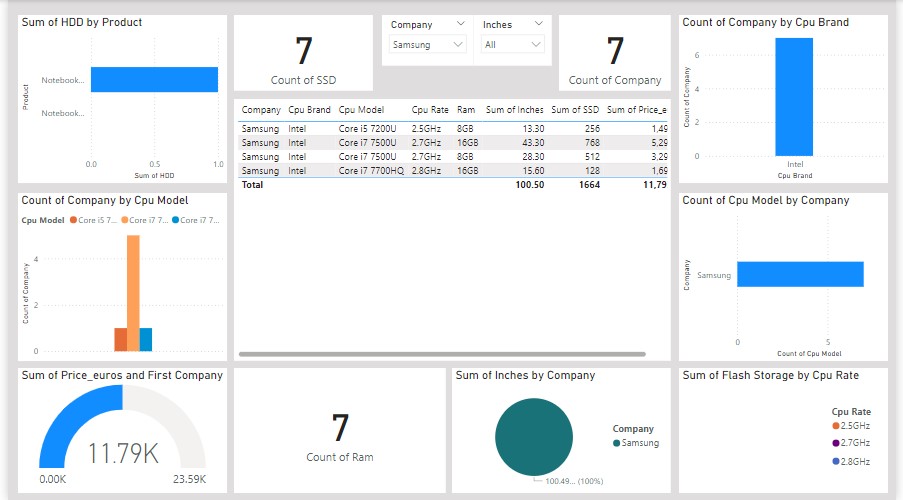 Sum of HDD by Product
Product
Notebook...
Notebook...
0.0 0.5 1.0
Sum of HDD
7
Count of SSD
Company Inches
Samsung All
7
Count of Company
Count of Company by Cpu Brand
Count of Company
6
4
2
0
Intel
Cpu Brand
Company Cpu Brand Cpu Model Cpu Rate Ram Sum of Inches Sum of SSD Sum of Price_e
Samsung Intel Core i5 7200U 2.5GHz 8GB 13.30 256 1,49
Samsung Intel Core i7 7500U 2.7GHz 16GB 43.30 768 5,29
Samsung Intel Core i7 7500U 2.7GHz 8GB 28.30 512 3,29
Samsung Intel Core i7 7700HQ 2.8GHz 16GB 15.60 128 1,69
Total 100.50 1664 11,79
Count of Company by Cpu Model
Cpu Model Core i5 7... Core i7 7... Core i7 7...
Count of Company
4
2
0
Count of Cpu Model by Company
Company
Samsung
0 5
Count of Cpu Model
Sum of Price_euros and First Company
11.79K
0.00K 23.59K
7
Count of Ram
Sum of Inches by Company
Company
Samsung
100.49... (100%)
Sum of Flash Storage by Cpu Rate
Cpu Rate
2.5GHz
2.7GHz
2.8GHz